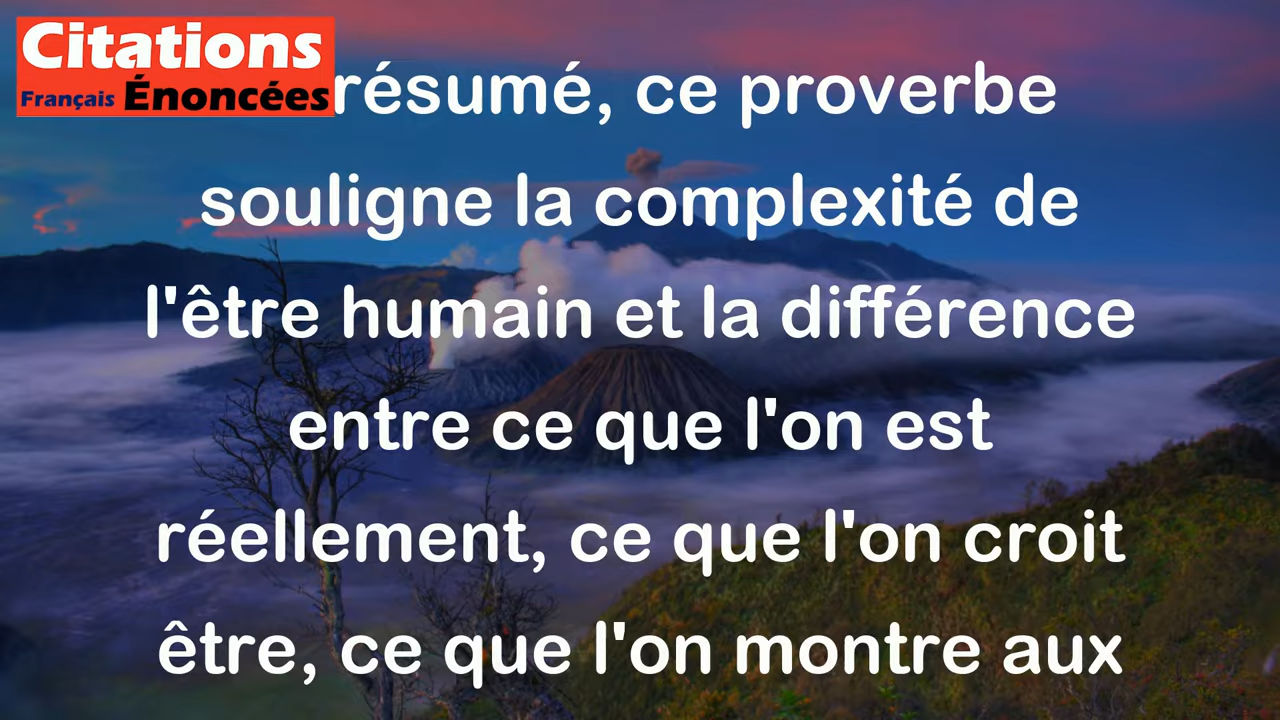 Citations
Français Énoncées
résumé, ce proverbe
souligne la complexité de
l'être humain et la différence
entre ce que l'on est
réellement, ce que l'on croit
être, ce que l'on montre aux